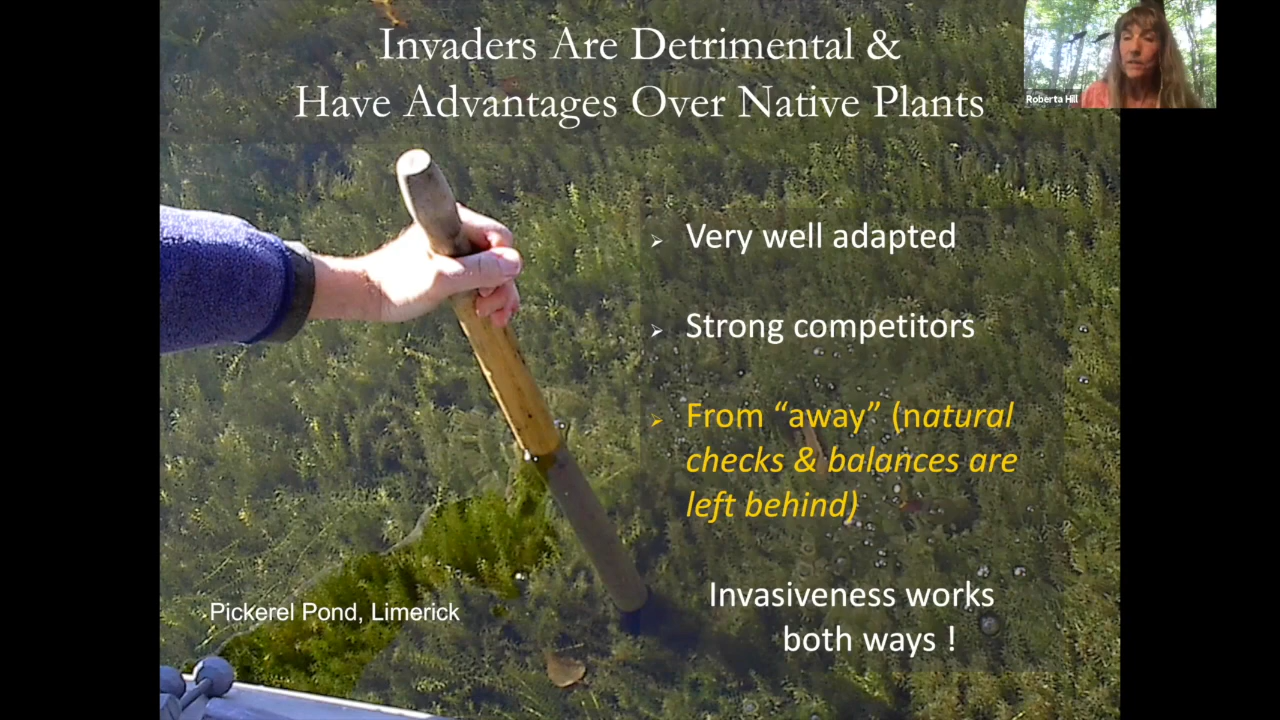 Invaders Are Detrimental &
Have Advantages Over Native Plants
Roberta Hill
Very well adapted
Strong competitors
From “away” (natural
checks & balances are
left behind)
Invasiveness works
both ways !
Pickerel Pond, Limerick